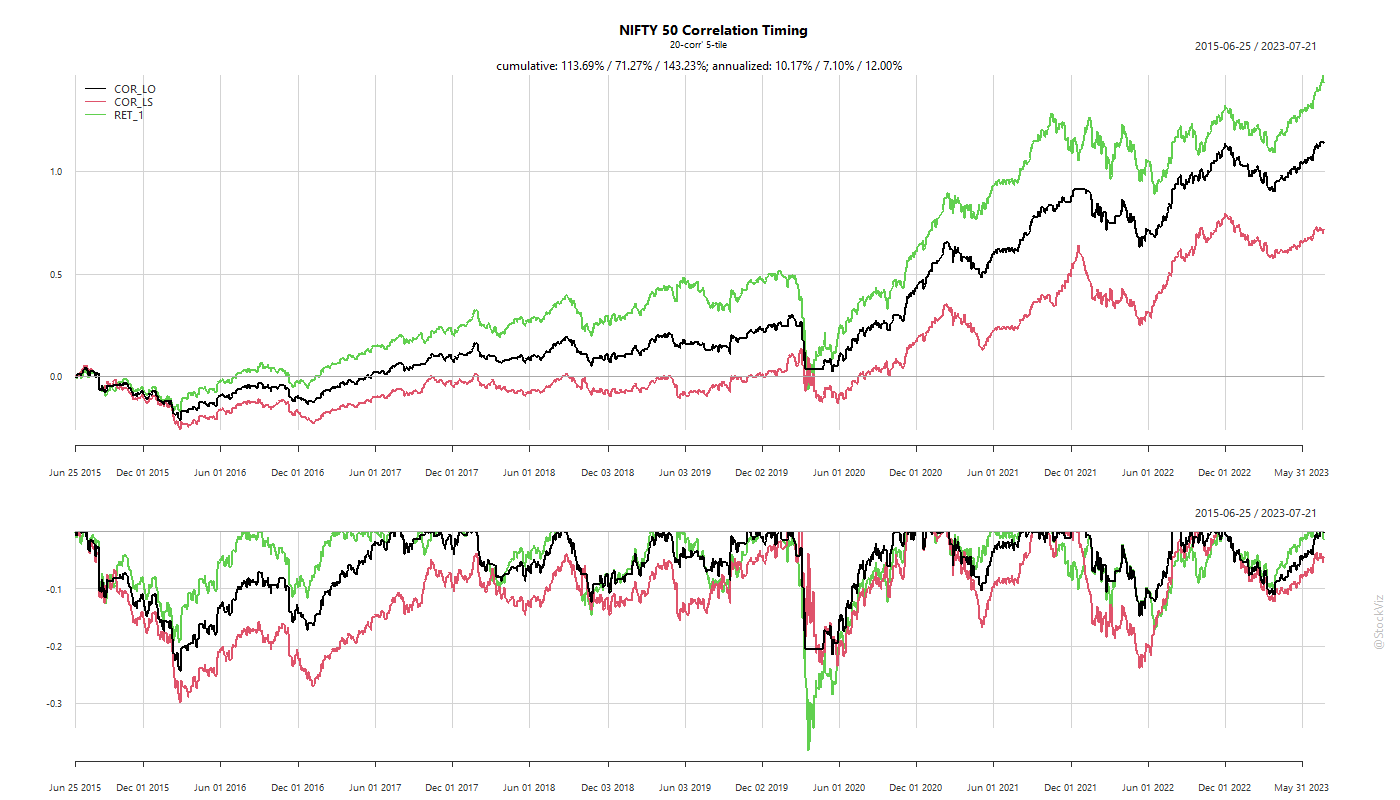 NIFTY 50 Correlation Timing
20-corr' 5-tile
2015-06-25 / 2023-07-21
cumulative: 113.69% / 71.27% / 143.23%; annualized: 10.17% / 7.10% / 12.00%
COR_LO
COR_LS
RET_1
1.0
0.5
0.0
Jun 25 2015 Dec 01 2015 Jun 01 2016 Dec 01 2016 Jun 01 2017 Dec 01 2017 Jun 01 2018 Dec 03 2018 Jun 03 2019 Dec 02 2019 Jun 01 2020 Dec 01 2020 Jun 01 2021 Dec 01 2021 Jun 01 2022 Dec 01 2022 May 31 2023
2015-06-25 / 2023-07-21
-0.1
-0.2
-0.3
@StockViz
Jun 25 2015 Dec 01 2015 Jun 01 2016 Dec 01 2016 Jun 01 2017 Dec 01 2017 Jun 01 2018 Dec 03 2018 Jun 03 2019 Dec 02 2019 Jun 01 2020 Dec 01 2020 Jun 01 2021 Dec 01 2021 Jun 01 2022 Dec 01 2022 May 31 2023